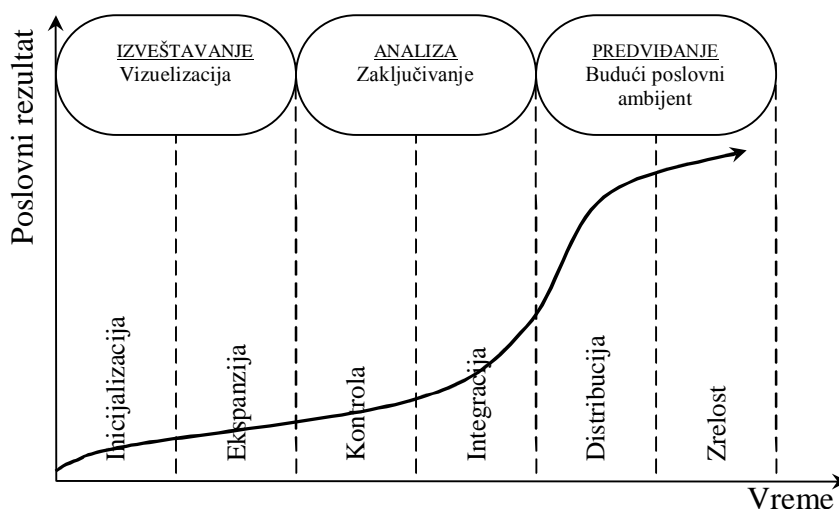 Poslovni rezultat
IZVEŠTAVANJE
Vizuelizacija
ANALIZA
Zaključivanje
PREDVIĐANJE
Budući poslovni
ambijent
Inicijalizacija
Ekspanzija
Kontrola
Integracija
Distribucija
Zrelost
Vreme